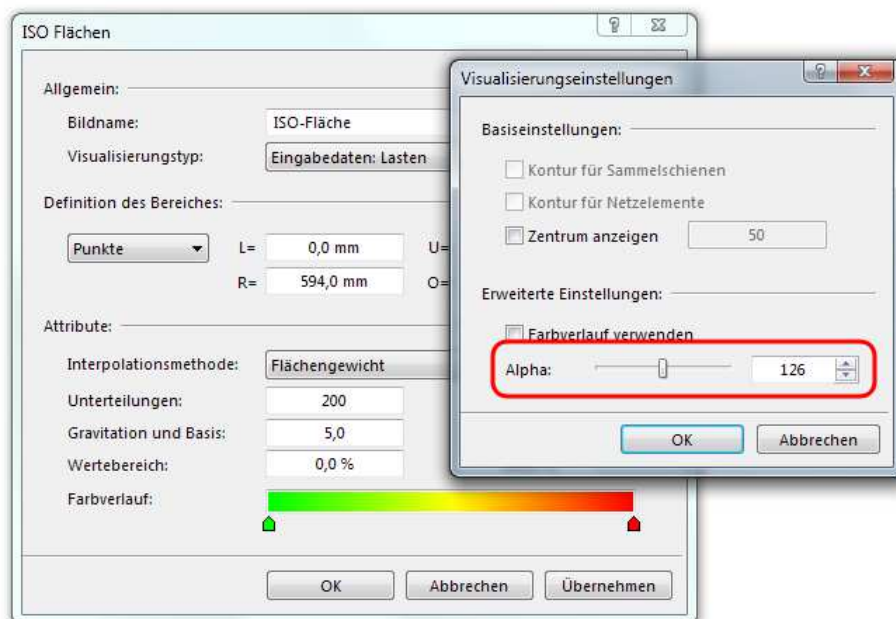 ISO Flächen
Allgemein:
Bildname: ISO-Fläche
Visualisierungstyp: Eingabedaten: Lasten
Definition des Bereiches:
Punkte L= 0,0 mm U=
R= 594,0 mm O=
Attribute:
Interpolationsmethode: Flächengewicht
Unterteilungen: 200
Gravitation und Basis: 5,0
Wertebereich: 0,0 %
Farbverlauf:
OK Abbrechen Übernehmen
Visualisierungseinstellungen
Basiseinstellungen:
Kontur für Sammelschienen
Kontur für Netzelemente
Zentrum anzeigen 50
Erweiterte Einstellungen:
Farbverlauf verwenden
Alpha: 126
OK Abbrechen